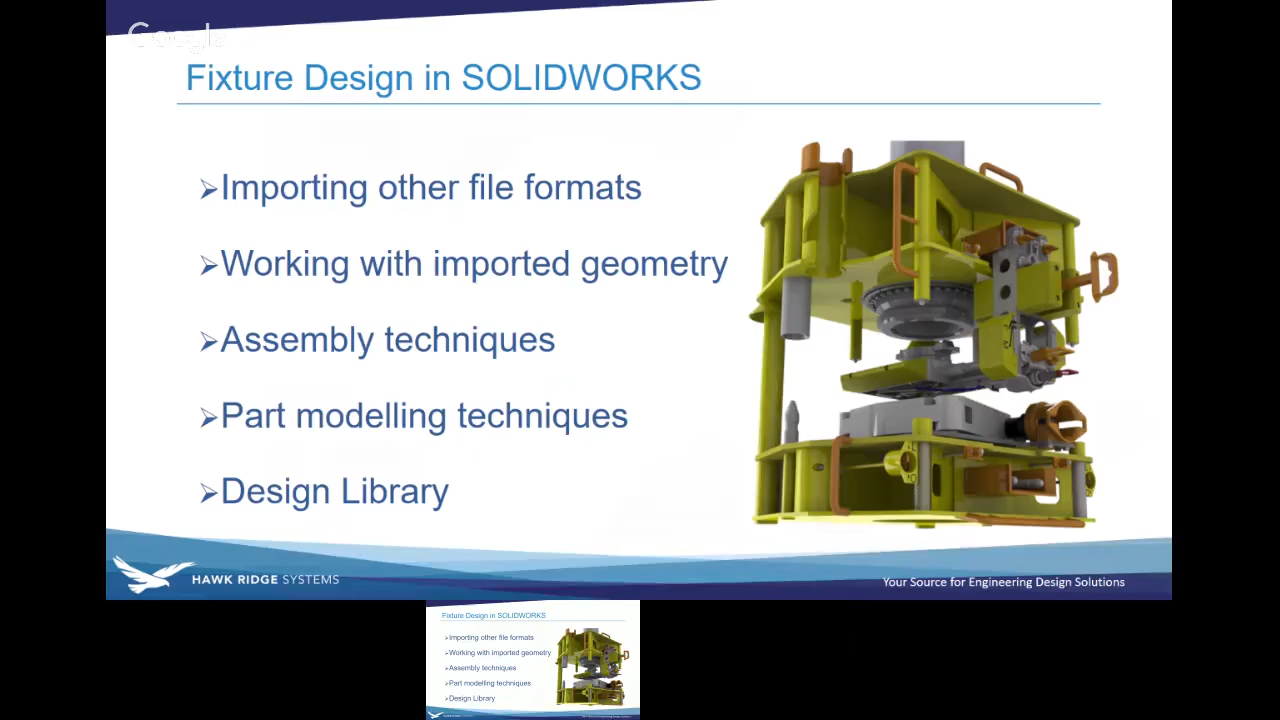 Google
Fixture Design in SOLIDWORKS
➢Importing other file formats
➢Working with imported geometry
➢Assembly techniques
➢Part modelling techniques
➢Design Library
HAWK RIDGE SYSTEMS
Your Source for Engineering Design Solutions
Fixture Design in SOLIDWORKS
➢Importing other file formats
➢Working with imported geometry
➢Assembly techniques
➢Part modelling techniques
➢Design Library